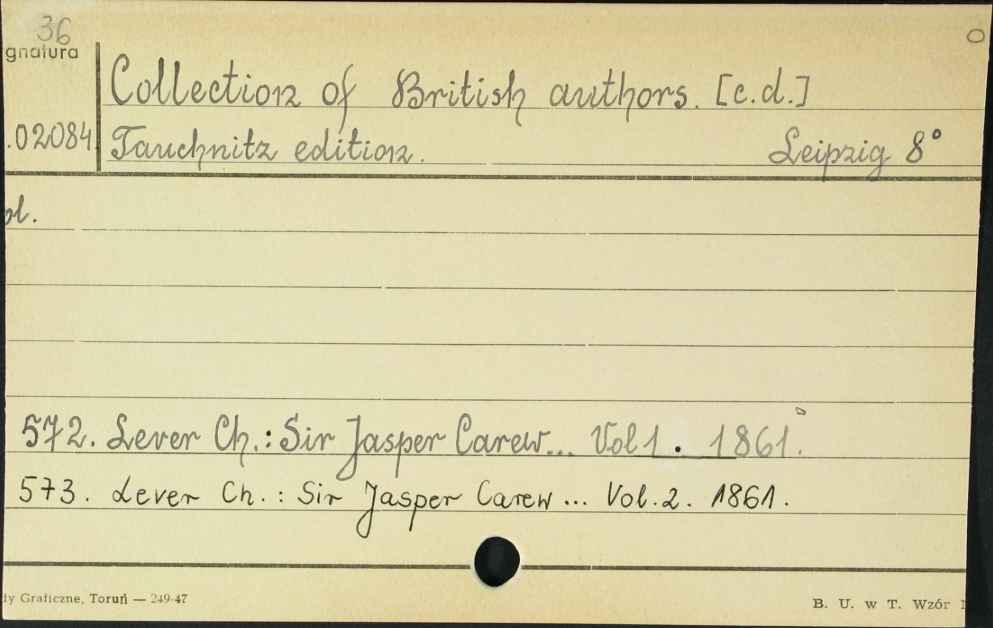 36
gnatura
Collection of British authors. [c.d.]
.02084. Tauchnitz edition. Leipzig 8°
ol.
572. Lever Ch.: Sir Jasper Carew... Vol 1. 1861.
573. Lever Ch.: Sir Jasper Carew... Vol. 2. 1861.
dy Graficzne, Toruń — 249-47
B. U. w T. Wzór